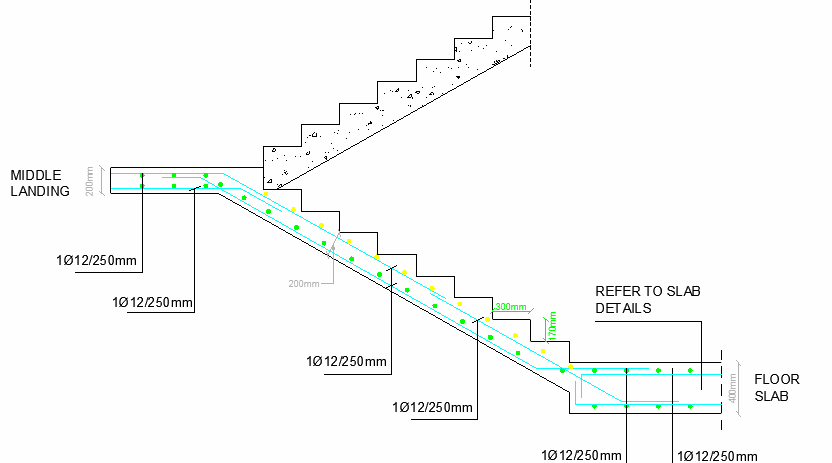 MIDDLE
LANDING
200mm
1Ø12/250mm
1Ø12/250mm
200mm
300mm
170mm
REFER TO SLAB
DETAILS
1Ø12/250mm
1Ø12/250mm
400mm
FLOOR
SLAB
1Ø12/250mm
1Ø12/250mm